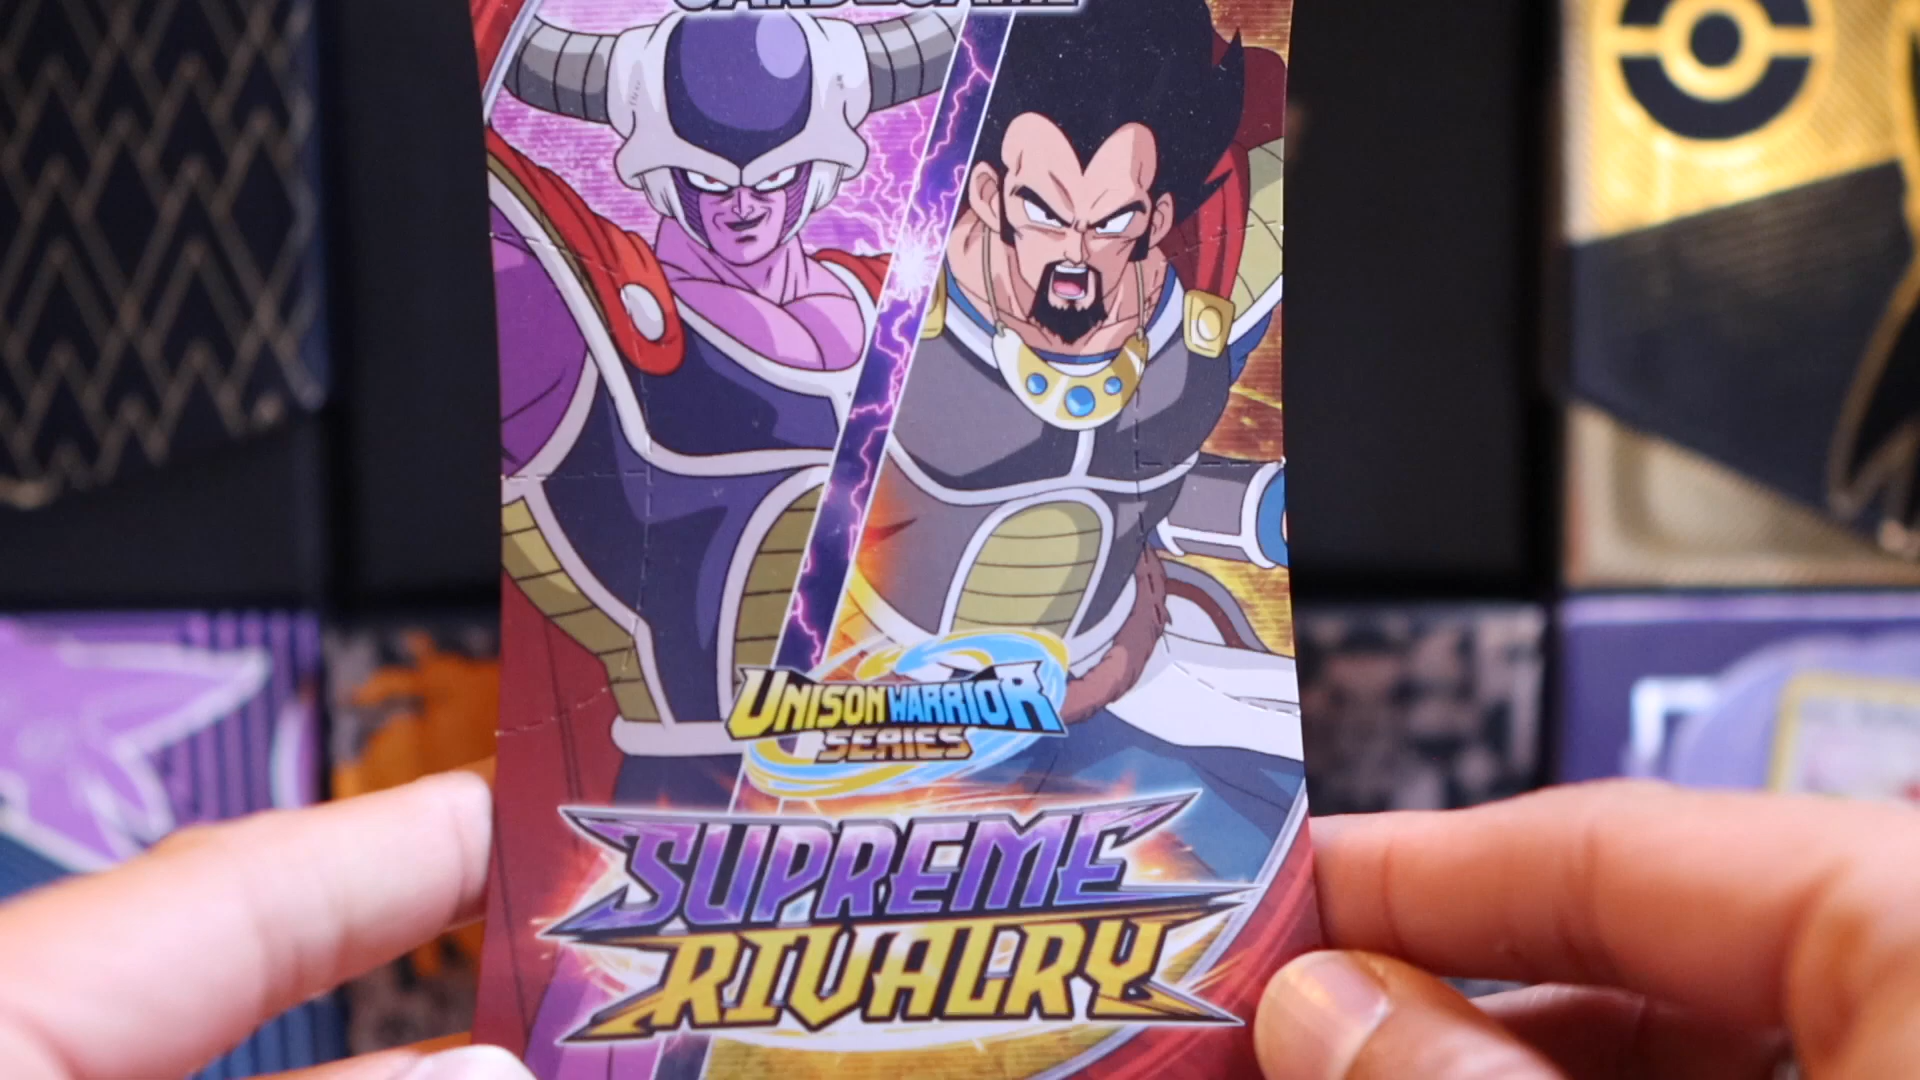 CARD GAME
UNISON WARRIOR
SERIES
SUPREME
RIVALRY